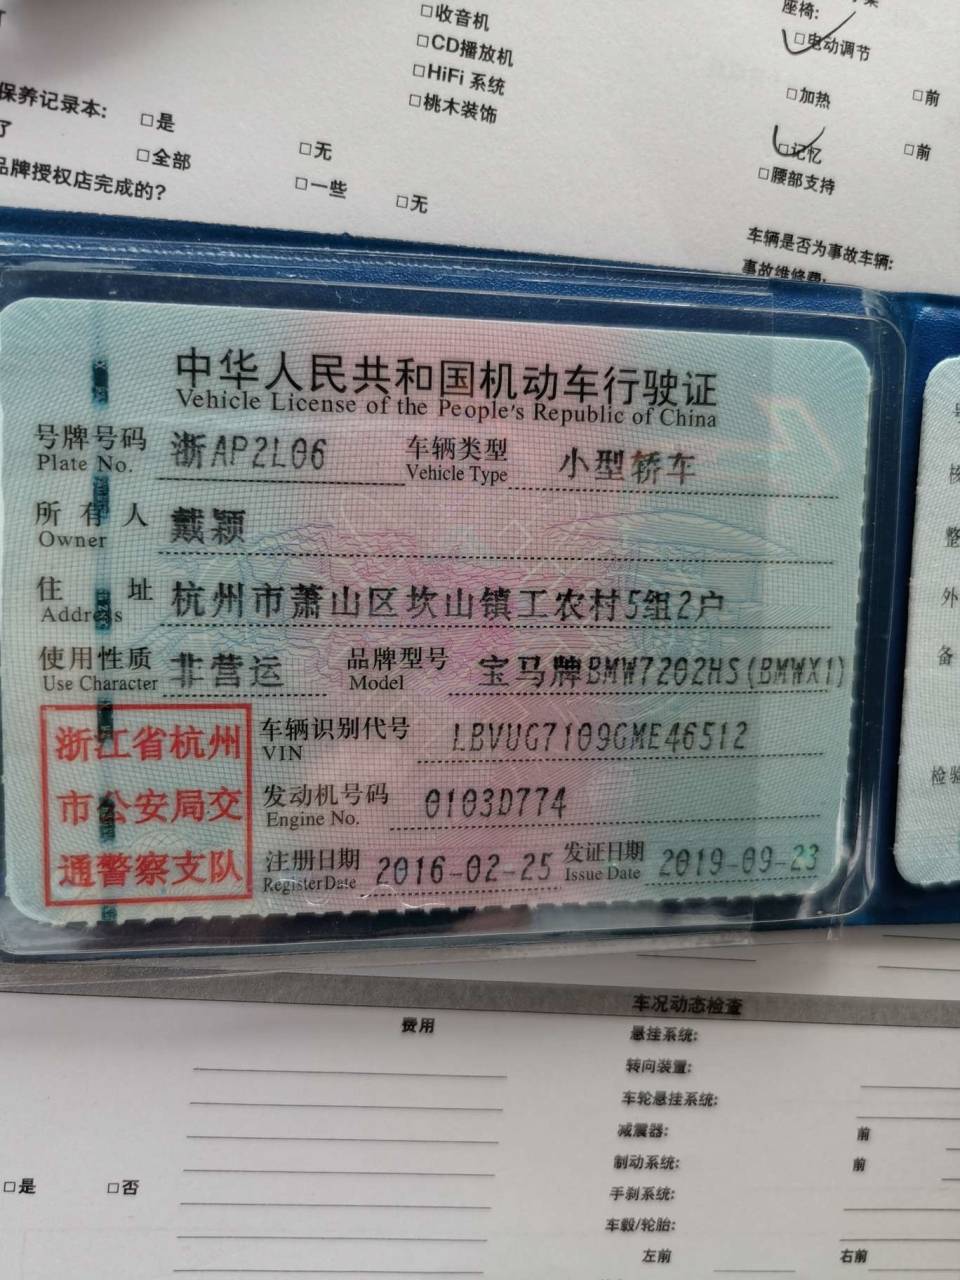 □收音机
□CD播放机
□HiFi 系统
□桃木装饰
座椅:
□电动调节
□加热
□前
□记忆
□前
□腰部支持
车辆是否为事故车辆:
事故维修费:
保养记录本:
□是
了
□全部
□无
品牌授权店完成的?
□一些
□无
中华人民共和国机动车行驶证
Vehicle License of the People's Republic of China
号牌号码 浙AP2L06 车辆类型 小型轿车
Plate No. Vehicle Type
所有人 戴颖
Owner
住址 杭州市萧山区坎山镇工农村5组2户
Address
使用性质 非营运 品牌型号 宝马牌BMW7202HS(BMWX1)
Use Character Model
浙江省杭州
市公安局交
通警察支队
车辆识别代号 LBVUG7109GME46512
VIN
发动机号码 0103D774
Engine No.
注册日期 2016-02-25 发证日期 2019-09-23
Register Date Issue Date
核
整
外
备
检验
车况动态检查
费用
悬挂系统:
转向装置:
车轮悬挂系统:
减震器:
前
制动系统:
前
手刹系统:
□是
□否
车毂/轮胎:
左前
右前